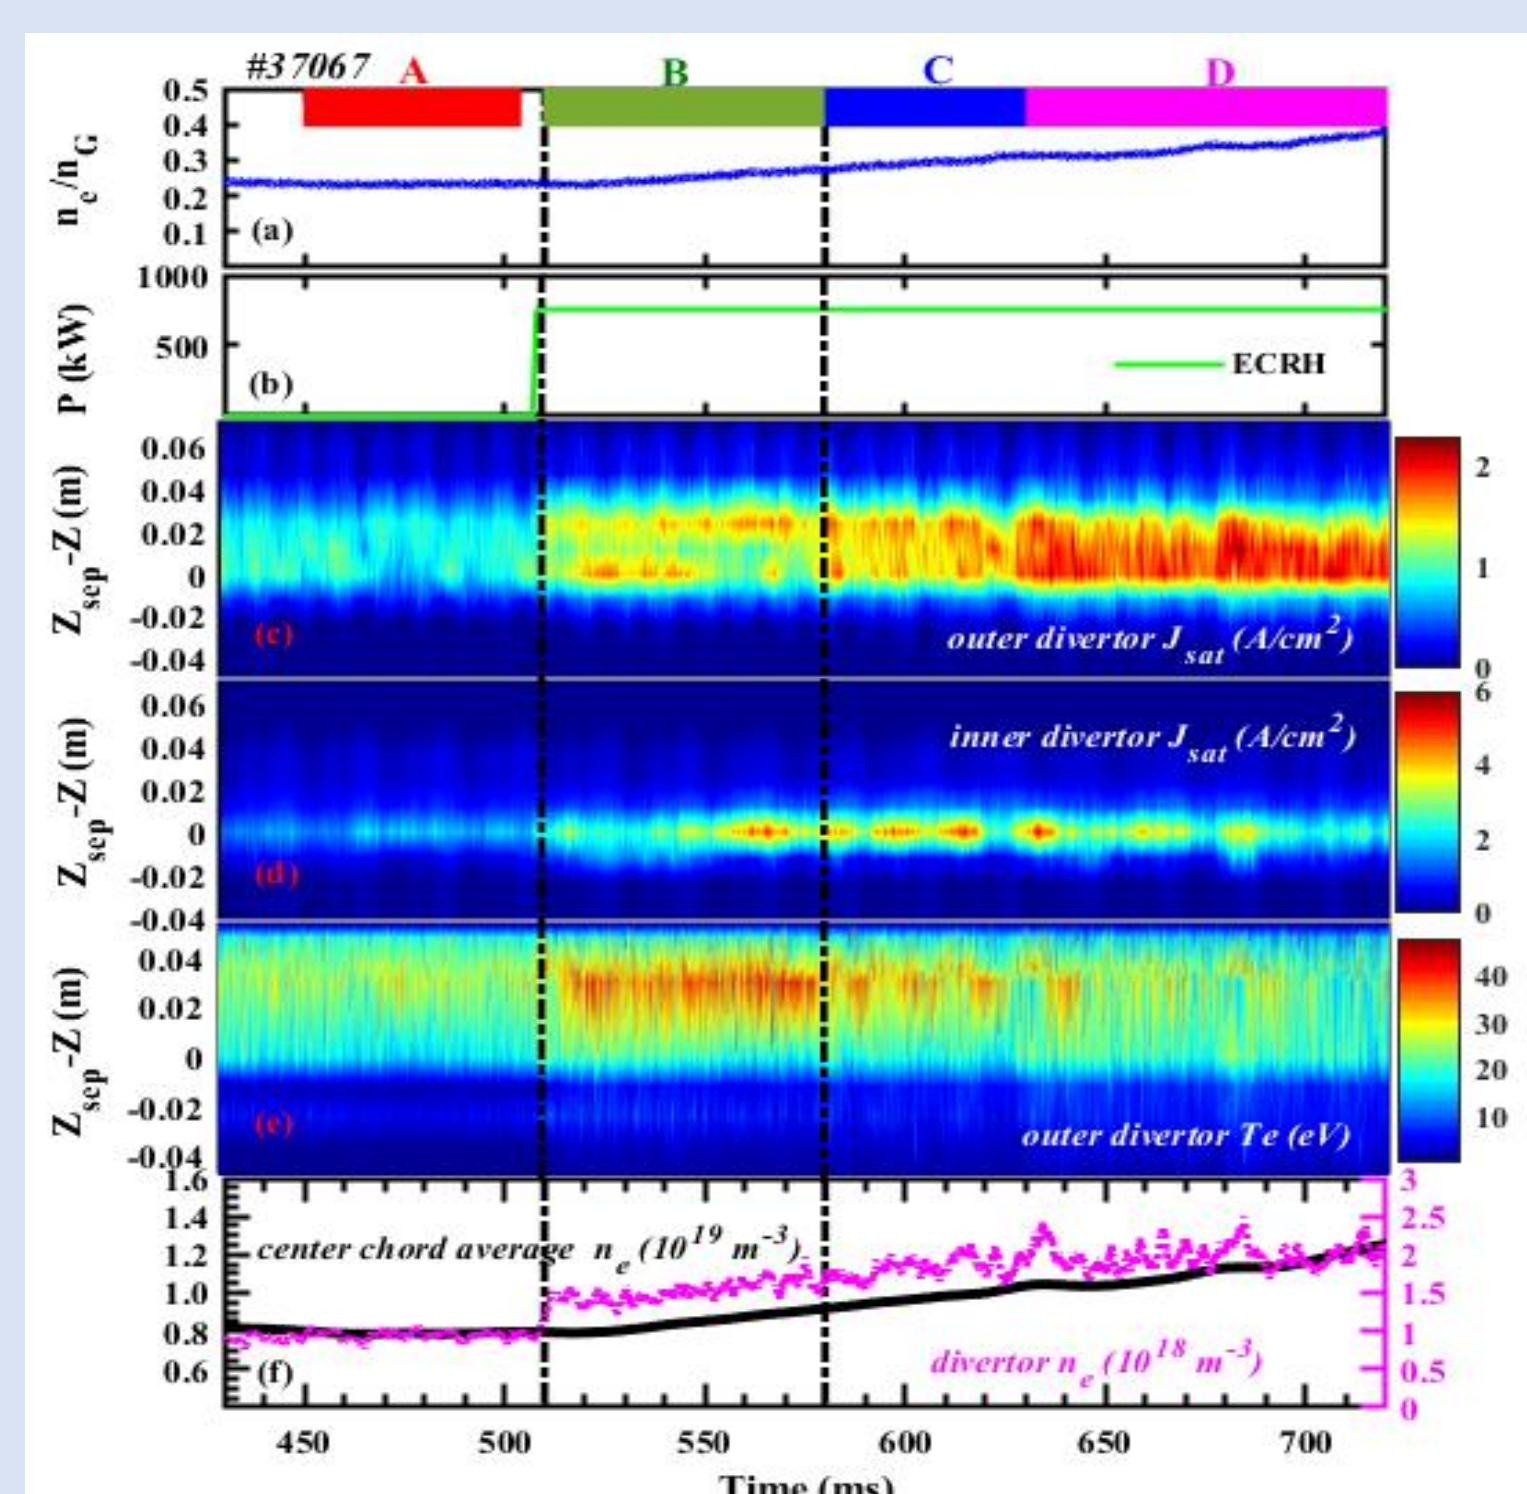 #37067 A B C D
0.5
0.4
0.3
0.2
0.1
n_e/n_G
(a)
1000
500
P (kW)
(b)
ECRH
0.06
0.04
0.02
0
-0.02
-0.04
Z_sep-Z (m)
(c)
outer divertor J_sat (A/cm^2)
2
1
0
0.06
0.04
0.02
0
-0.02
-0.04
Z_sep-Z (m)
(d)
inner divertor J_sat (A/cm^2)
6
4
2
0
0.04
0.02
0
-0.02
-0.04
Z_sep-Z (m)
(e)
outer divertor Te (eV)
40
30
20
10
1.6
1.4
1.2
1.0
0.8
0.6
center chord average n_e (10^19 m^-3)
(f)
divertor n_e (10^18 m^-3)
3
2.5
2
1.5
1
0.5
0
450 500 550 600 650 700
Time (ms)